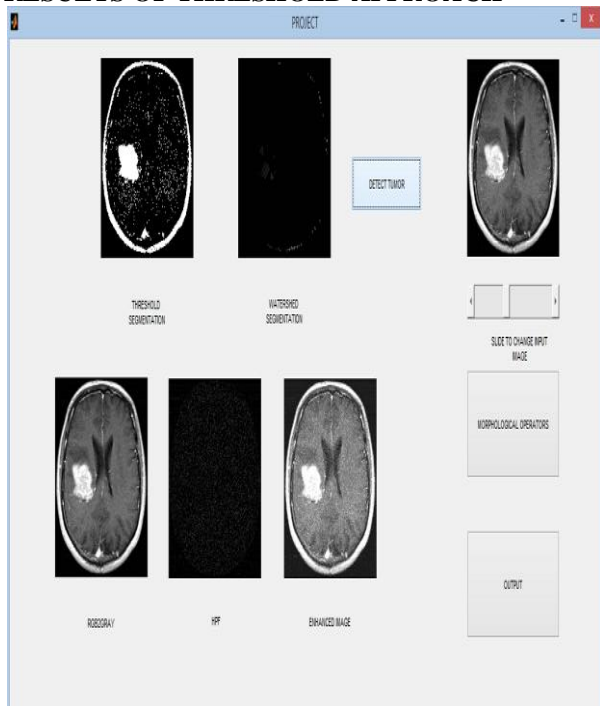 RESULTS OF THRESHOLD APPROACH
PROJECT
DETECT TUMOR
THRESHOLD
SEGMENTATION
WATERSHED
SEGMENTATION
SLIDE TO CHANGE INPUT
IMAGE
MORPHOLOGICAL OPERATORS
RGB2GRAY
HPF
ENHANCED IMAGE
OUTPUT